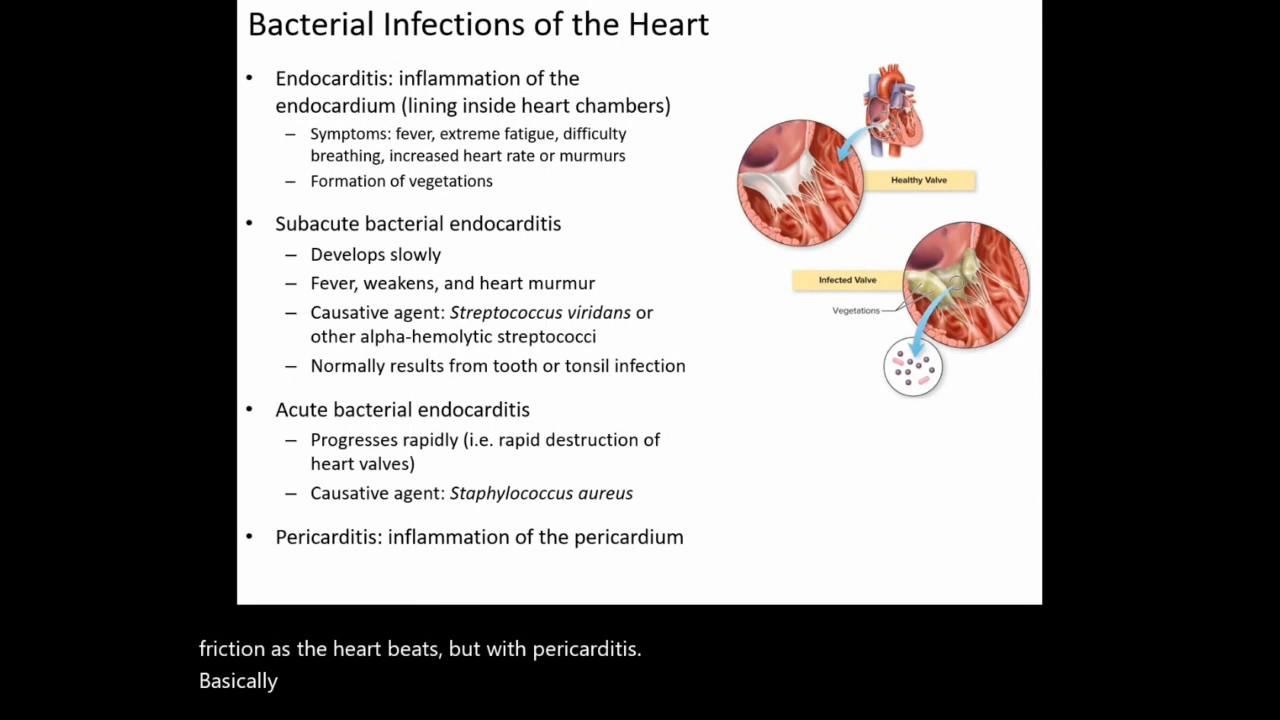 Bacterial Infections of the Heart
• Endocarditis: inflammation of the
endocardium (lining inside heart chambers)
– Symptoms: fever, extreme fatigue, difficulty
breathing, increased heart rate or murmurs
– Formation of vegetations
• Subacute bacterial endocarditis
– Develops slowly
– Fever, weakens, and heart murmur
– Causative agent: Streptococcus viridans or
other alpha-hemolytic streptococci
– Normally results from tooth or tonsil infection
• Acute bacterial endocarditis
– Progresses rapidly (i.e. rapid destruction of
heart valves)
– Causative agent: Staphylococcus aureus
• Pericarditis: inflammation of the pericardium
Healthy Valve
Infected Valve
Vegetations
friction as the heart beats, but with pericarditis.
Basically